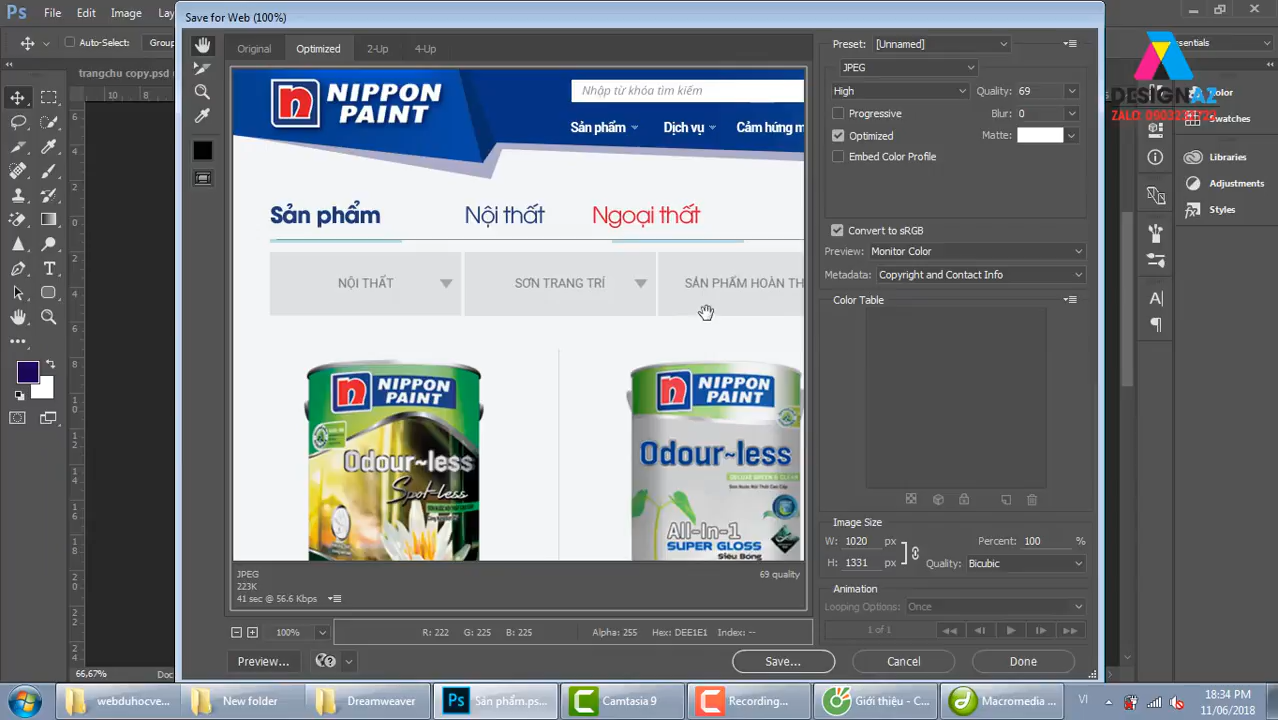 Save for Web (100%)
Ps File Edit Image Lay
Auto-Select: Group
trangchu copy.psd
Original Optimized 2-Up 4-Up
NIPPON PAINT
Nhập từ khóa tìm kiếm
Sản phẩm Dịch vụ Cảm hứng m
Sản phẩm Nội thất Ngoại thất
NỘI THẤT SƠN TRANG TRÍ SẢN PHẨM HOÀN TH
NIPPON PAINT
Odour~less
Spot-less
NIPPON PAINT
Odour~less
DELUXE GREEN & CLEAN
All-In-1
SUPER GLOSS
Siêu Bóng
JPEG
223K
41 sec @ 56.6 Kbps
69 quality
100%
R: 222 G: 225 B: 225 Alpha: 255 Hex: DEE1E1 Index: --
Preview... Save... Cancel Done
Preset: [Unnamed]
JPEG
High Quality: 69
Progressive Blur: 0
Optimized Matte:
Embed Color Profile
Convert to sRGB
Preview: Monitor Color
Metadata: Copyright and Contact Info
Color Table
Image Size
W: 1020 px Percent: 100 %
H: 1331 px Quality: Bicubic
Animation
Looping Options: Once
1 of 1
ssentials
DESIGN AZ
Color
Swatches
Libraries
Adjustments
Styles
66,67% Doc
webduhocvc... New folder Dreamweaver Ps Sản phẩm.ps... Camtasia 9 Recording... Giới thiệu - C... Macromedia ... VI
18:34 PM
11/06/2018